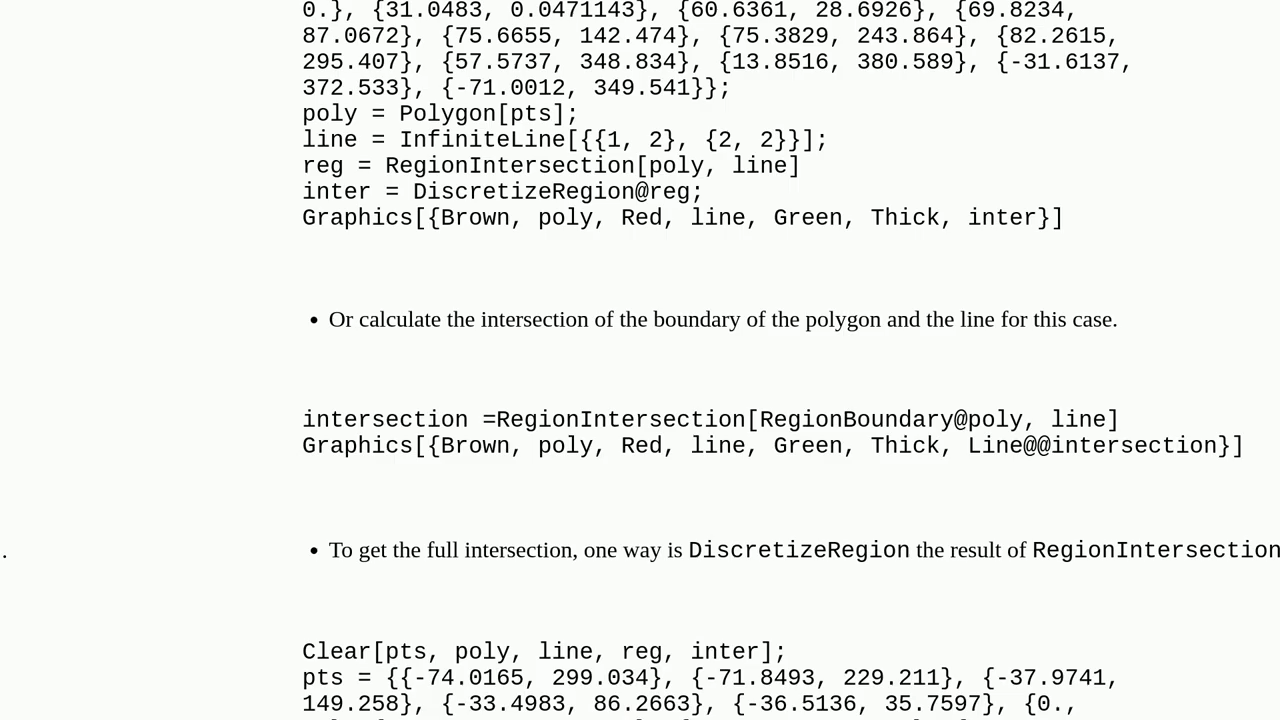 0.}, {31.0483, 0.0471143}, {60.6361, 28.6926}, {69.8234,
87.0672}, {75.6655, 142.474}, {75.3829, 243.864}, {82.2615,
295.407}, {57.5737, 348.834}, {13.8516, 380.589}, {-31.6137,
372.533}, {-71.0012, 349.541}};
poly = Polygon[pts];
line = InfiniteLine[{{1, 2}, {2, 2}}];
reg = RegionIntersection[poly, line]
inter = DiscretizeRegion@reg;
Graphics[{Brown, poly, Red, line, Green, Thick, inter}]
• Or calculate the intersection of the boundary of the polygon and the line for this case.
intersection =RegionIntersection[RegionBoundary@poly, line]
Graphics[{Brown, poly, Red, line, Green, Thick, Line@@intersection}]
. • To get the full intersection, one way is DiscretizeRegion the result of RegionIntersection
Clear[pts, poly, line, reg, inter];
pts = {{-74.0165, 299.034}, {-71.8493, 229.211}, {-37.9741,
149.258}, {-33.4983, 86.2663}, {-36.5136, 35.7597}, {0.,